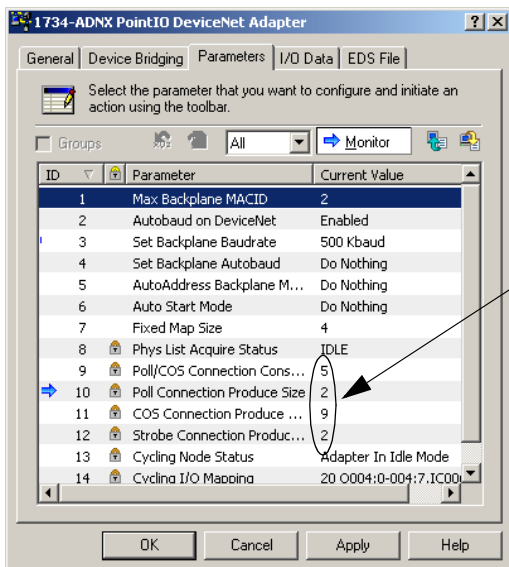 1734-ADNX PointIO DeviceNet Adapter
General Device Bridging Parameters I/O Data EDS File
Select the parameter that you want to configure and initiate an
action using the toolbar.
Groups All Monitor
ID Parameter Current Value
1 Max Backplane MACID 2
2 Autobaud on DeviceNet Enabled
3 Set Backplane Baudrate 500 Kbaud
4 Set Backplane Autobaud Do Nothing
5 AutoAddress Backplane M... Do Nothing
6 Auto Start Mode Do Nothing
7 Fixed Map Size 4
8 Phys List Acquire Status IDLE
9 Poll/COS Connection Cons... 5
10 Poll Connection Produce Size 2
11 COS Connection Produce ... 9
12 Strobe Connection Produc... 2
13 Cycling Node Status Adapter In Idle Mode
14 Cycling I/O Mapping 20 O004:0-004:7.IC00
OK Cancel Apply Help